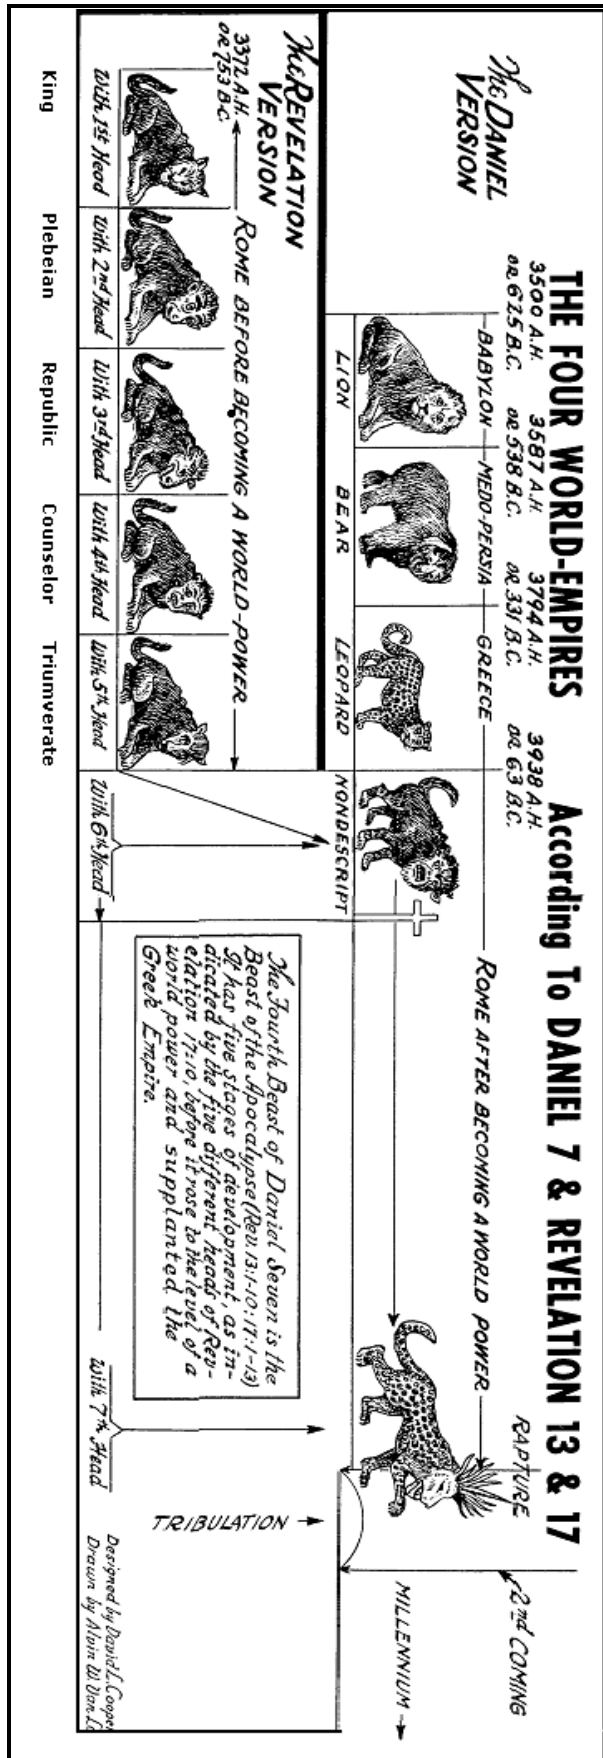 THE FOUR WORLD-EMPIRES According To DANIEL 7 & REVELATION 13 & 17
The DANIEL
VERSION
3500 A.H.
OR 625 B.C.
3587 A.H.
OR 538 B.C.
3794 A.H.
OR 331 B.C.
3938 A.H.
OR 63 B.C.
BABYLON
MEDO-PERSIA
GREECE
ROME AFTER BECOMING A WORLD POWER
RAPTURE
2nd COMING
LION
BEAR
LEOPARD
NONDESCRIPT
MILLENNIUM
TRIBULATION
The REVELATION
VERSION
3372 A.H.
OR 753 B.C.
ROME BEFORE BECOMING A WORLD-POWER
The Fourth Beast of Daniel Seven is the
Beast of the Apocalypse (Rev. 13:1-10; 17:1-13)
It has five stages of development, as in-
dicated by the five different heads of Rev-
elation 17:10, before it rose to the level of a
world power and supplanted the
Greek Empire.
With 1st Head
With 2nd Head
With 3rd Head
With 4th Head
With 5th Head
With 6th Head
With 7th Head
King
Plebeian
Republic
Counselor
Triumverate
Designed by David L. Cooper
Drawn by Alvin W. Van